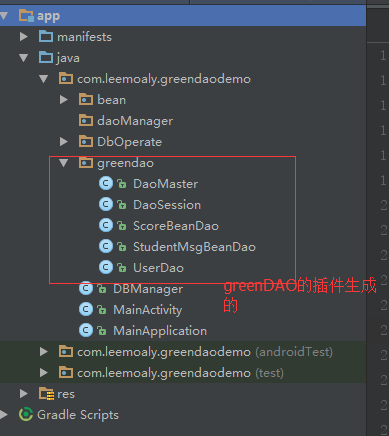 app
manifests
java
com.leemoaly.greendaodemo
bean
daoManager
DbOperate
greendao
DaoMaster
DaoSession
ScoreBeanDao
StudentMsgBeanDao
UserDao
greenDAO的插件生成
的
DBManager
MainActivity
MainApplication
com.leemoaly.greendaodemo (androidTest)
com.leemoaly.greendaodemo (test)
res
Gradle Scripts